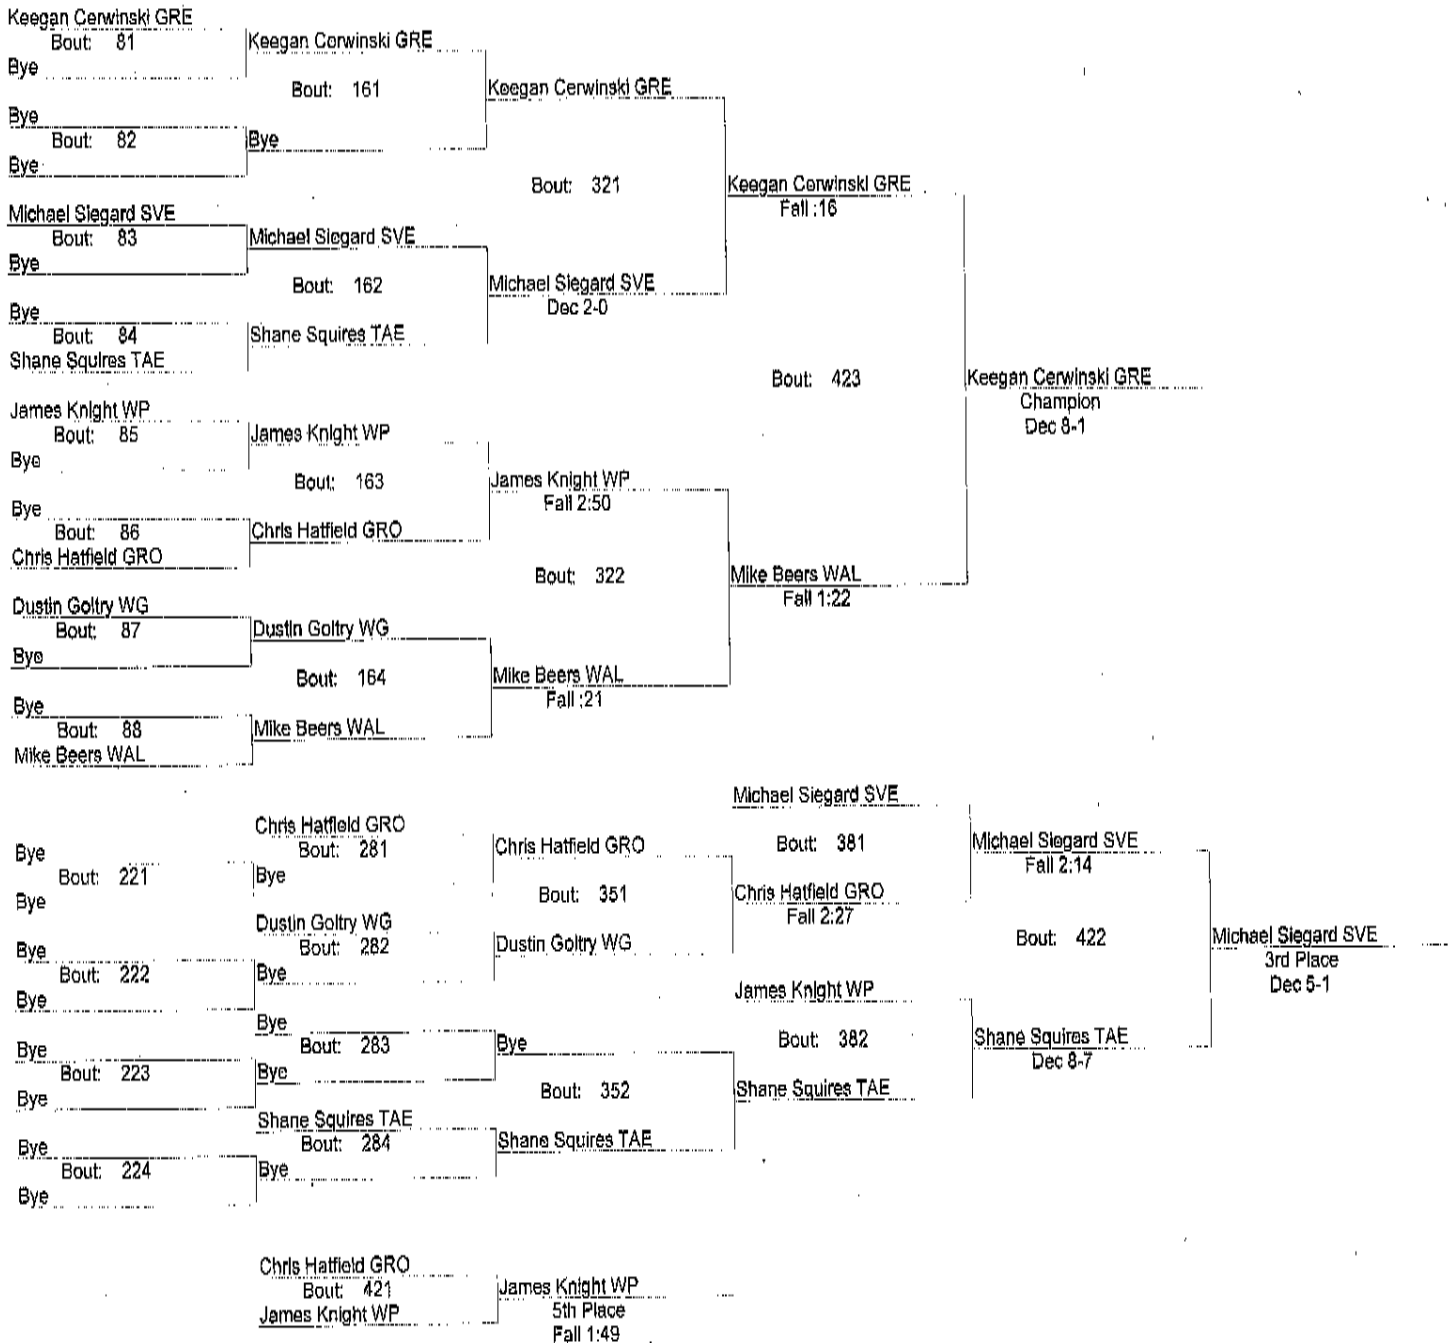 Keegan Cerwinski GRE
Bout: 81
Bye
Keegan Cerwinski GRE
Bout: 161
Bye
Bout: 82
Bye
Bye
Keegan Cerwinski GRE
Bout: 321
Michael Siegard SVE
Bout: 83
Bye
Michael Siegard SVE
Bout: 162
Bye
Bout: 84
Shane Squires TAE
Shane Squires TAE
Michael Siegard SVE
Dec 2-0
Keegan Cerwinski GRE
Fall :16
Bout: 423
James Knight WP
Bout: 85
Bye
James Knight WP
Bout: 163
Bye
Bout: 86
Chris Hatfield GRO
Chris Hatfield GRO
James Knight WP
Fall 2:50
Bout: 322
Dustin Goltry WG
Bout: 87
Bye
Dustin Goltry WG
Bout: 164
Bye
Bout: 88
Mike Beers WAL
Mike Beers WAL
Mike Beers WAL
Fall :21
Mike Beers WAL
Fall 1:22
Keegan Cerwinski GRE
Champion
Dec 8-1
Bye
Bout: 221
Bye
Chris Hatfield GRO
Bout: 281
Bye
Bye
Bout: 222
Bye
Dustin Goltry WG
Bout: 282
Bye
Chris Hatfield GRO
Bout: 351
Dustin Goltry WG
Michael Siegard SVE
Bout: 381
Chris Hatfield GRO
Fall 2:27
Michael Siegard SVE
Fall 2:14
Bout: 422
Bye
Bout: 223
Bye
Bye
Bout: 283
Bye
Bye
Bout: 224
Bye
Shane Squires TAE
Bout: 284
Bye
Bye
Bout: 352
Shane Squires TAE
James Knight WP
Bout: 382
Shane Squires TAE
Shane Squires TAE
Dec 8-7
Michael Siegard SVE
3rd Place
Dec 5-1
Chris Hatfield GRO
Bout: 421
James Knight WP
James Knight WP
5th Place
Fall 1:49